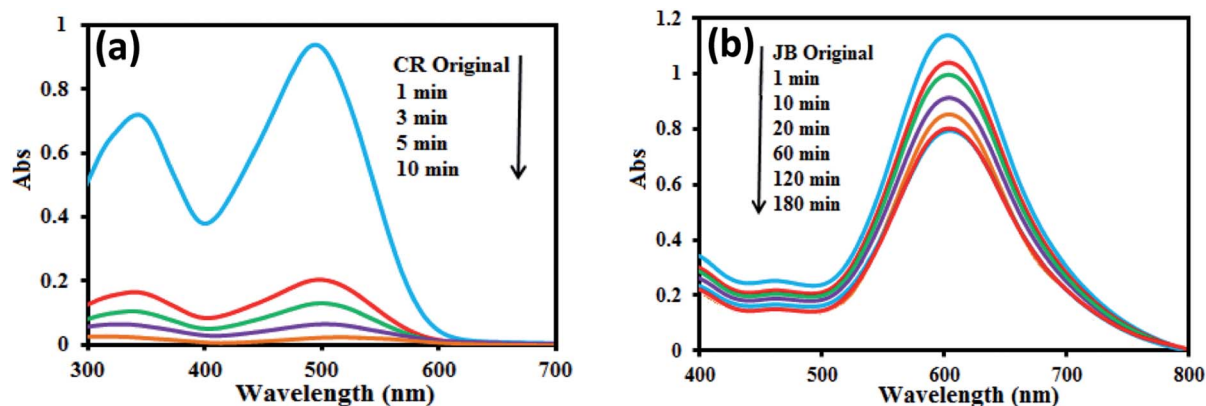 (a)
CR Original
1 min
3 min
5 min
10 min
Abs
1
0.8
0.6
0.4
0.2
0
300 400 500 600 700
Wavelength (nm)
(b)
JB Original
1 min
10 min
20 min
60 min
120 min
180 min
Abs
1.2
1
0.8
0.6
0.4
0.2
0
400 500 600 700 800
Wavelength (nm)